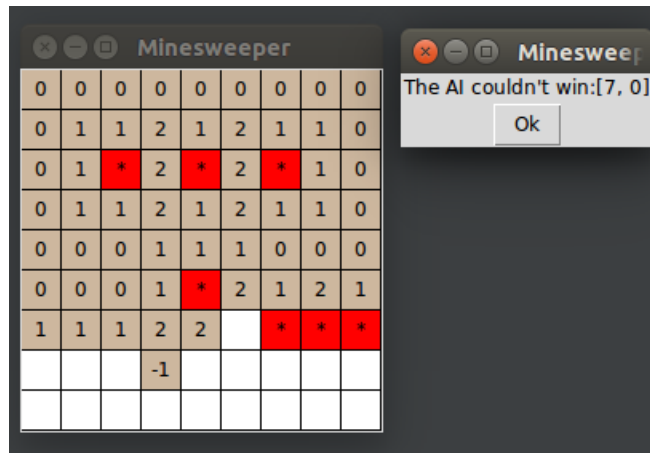 Minesweeper
0 0 0 0 0 0 0 0 0
0 1 1 2 1 2 1 1 0
0 1 * 2 * 2 * 1 0
0 1 1 2 1 2 1 1 0
0 0 0 1 1 1 0 0 0
0 0 0 1 * 2 1 2 1
1 1 1 2 2 * * *
-1
Minesweep
The AI couldn't win:[7, 0]
Ok